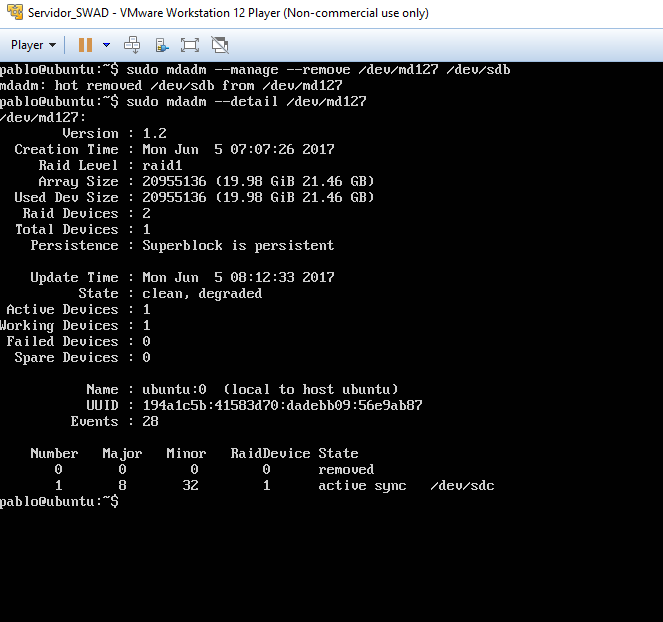 Servidor_SWAD - VMware Workstation 12 Player (Non-commercial use only)
Player
pablo@ubuntu:~$ sudo mdadm --manage --remove /dev/md127 /dev/sdb
mdadm: hot removed /dev/sdb from /dev/md127
pablo@ubuntu:~$ sudo mdadm --detail /dev/md127
/dev/md127:
Version : 1.2
Creation Time : Mon Jun  5 07:07:26 2017
Raid Level : raid1
Array Size : 20955136 (19.98 GiB 21.46 GB)
Used Dev Size : 20955136 (19.98 GiB 21.46 GB)
Raid Devices : 2
Total Devices : 1
Persistence : Superblock is persistent
Update Time : Mon Jun  5 08:12:33 2017
State : clean, degraded
Active Devices : 1
Working Devices : 1
Failed Devices : 0
Spare Devices : 0
Name : ubuntu:0  (local to host ubuntu)
UUID : 194a1c5b:41583d70:dadebb09:56e9ab87
Events : 28
Number   Major   Minor   RaidDevice State
0        0        0        0      removed
1        8       32        1      active sync   /dev/sdc
pablo@ubuntu:~$